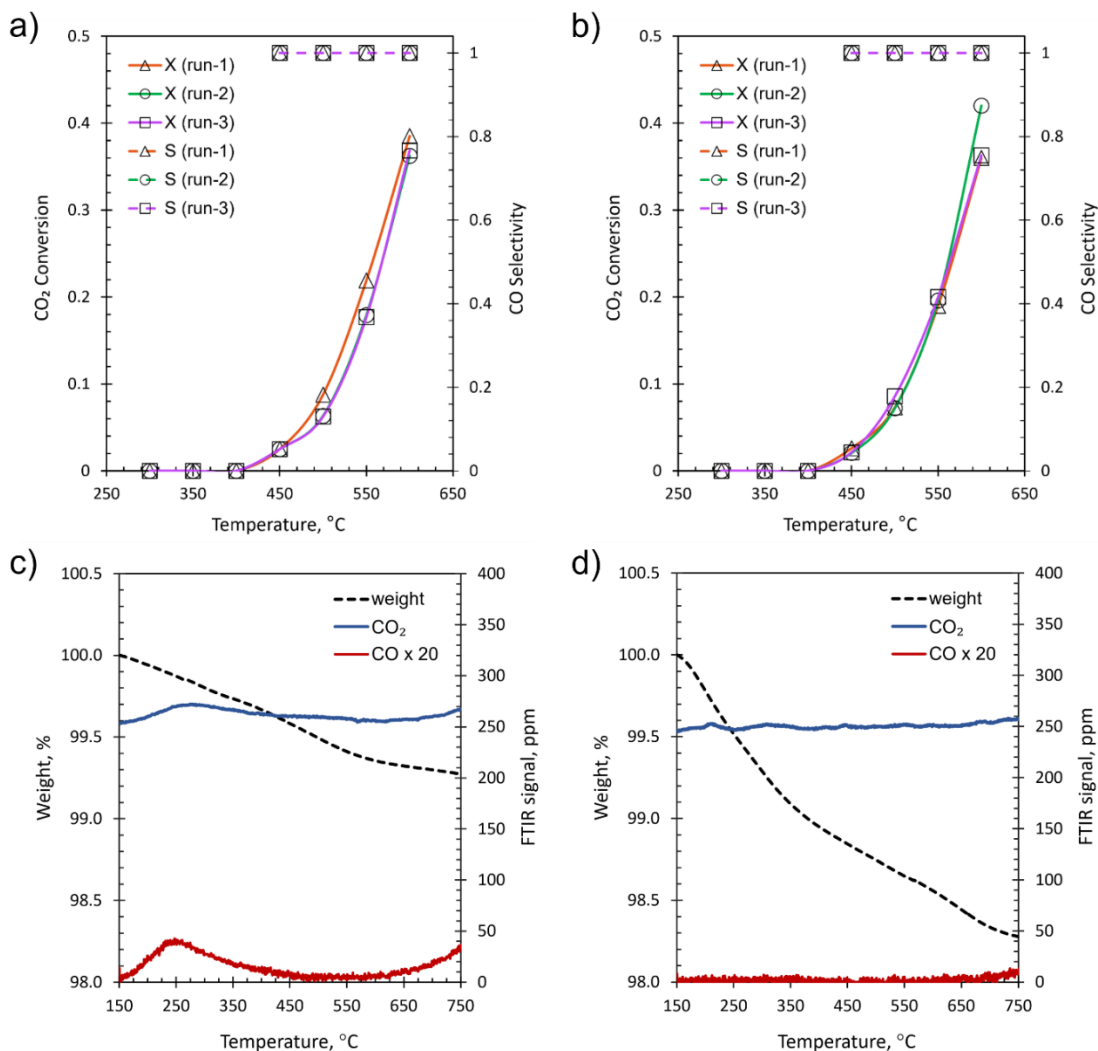 a)
0.5
0.4
0.3
0.2
0.1
0
CO₂ Conversion
X (run-1)
X (run-2)
X (run-3)
S (run-1)
S (run-2)
S (run-3)
1
0.8
0.6
0.4
0.2
0
CO Selectivity
250 350 450 550 650
Temperature, °C
b)
0.5
0.4
0.3
0.2
0.1
0
CO₂ Conversion
X (run-1)
X (run-2)
X (run-3)
S (run-1)
S (run-2)
S (run-3)
1
0.8
0.6
0.4
0.2
0
CO Selectivity
250 350 450 550 650
Temperature, °C
c)
100.5
100.0
99.5
99.0
98.5
98.0
Weight, %
weight
CO₂
CO x 20
400
350
300
250
200
150
100
50
0
FTIR signal, ppm
150 250 350 450 550 650 750
Temperature, °C
d)
100.5
100.0
99.5
99.0
98.5
98.0
Weight, %
weight
CO₂
CO x 20
400
350
300
250
200
150
100
50
0
FTIR signal, ppm
150 250 350 450 550 650 750
Temperature, °C